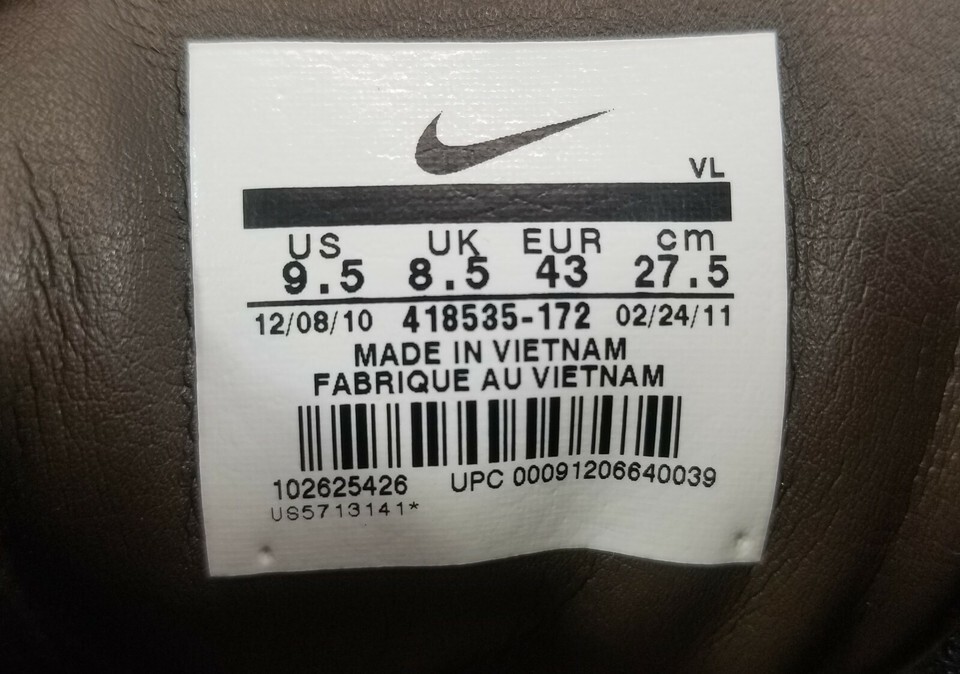 VL
US UK EUR cm
9.5 8.5 43 27.5
12/08/10 418535-172 02/24/11
MADE IN VIETNAM
FABRIQUE AU VIETNAM
102625426 UPC 00091206640039
US5713141*